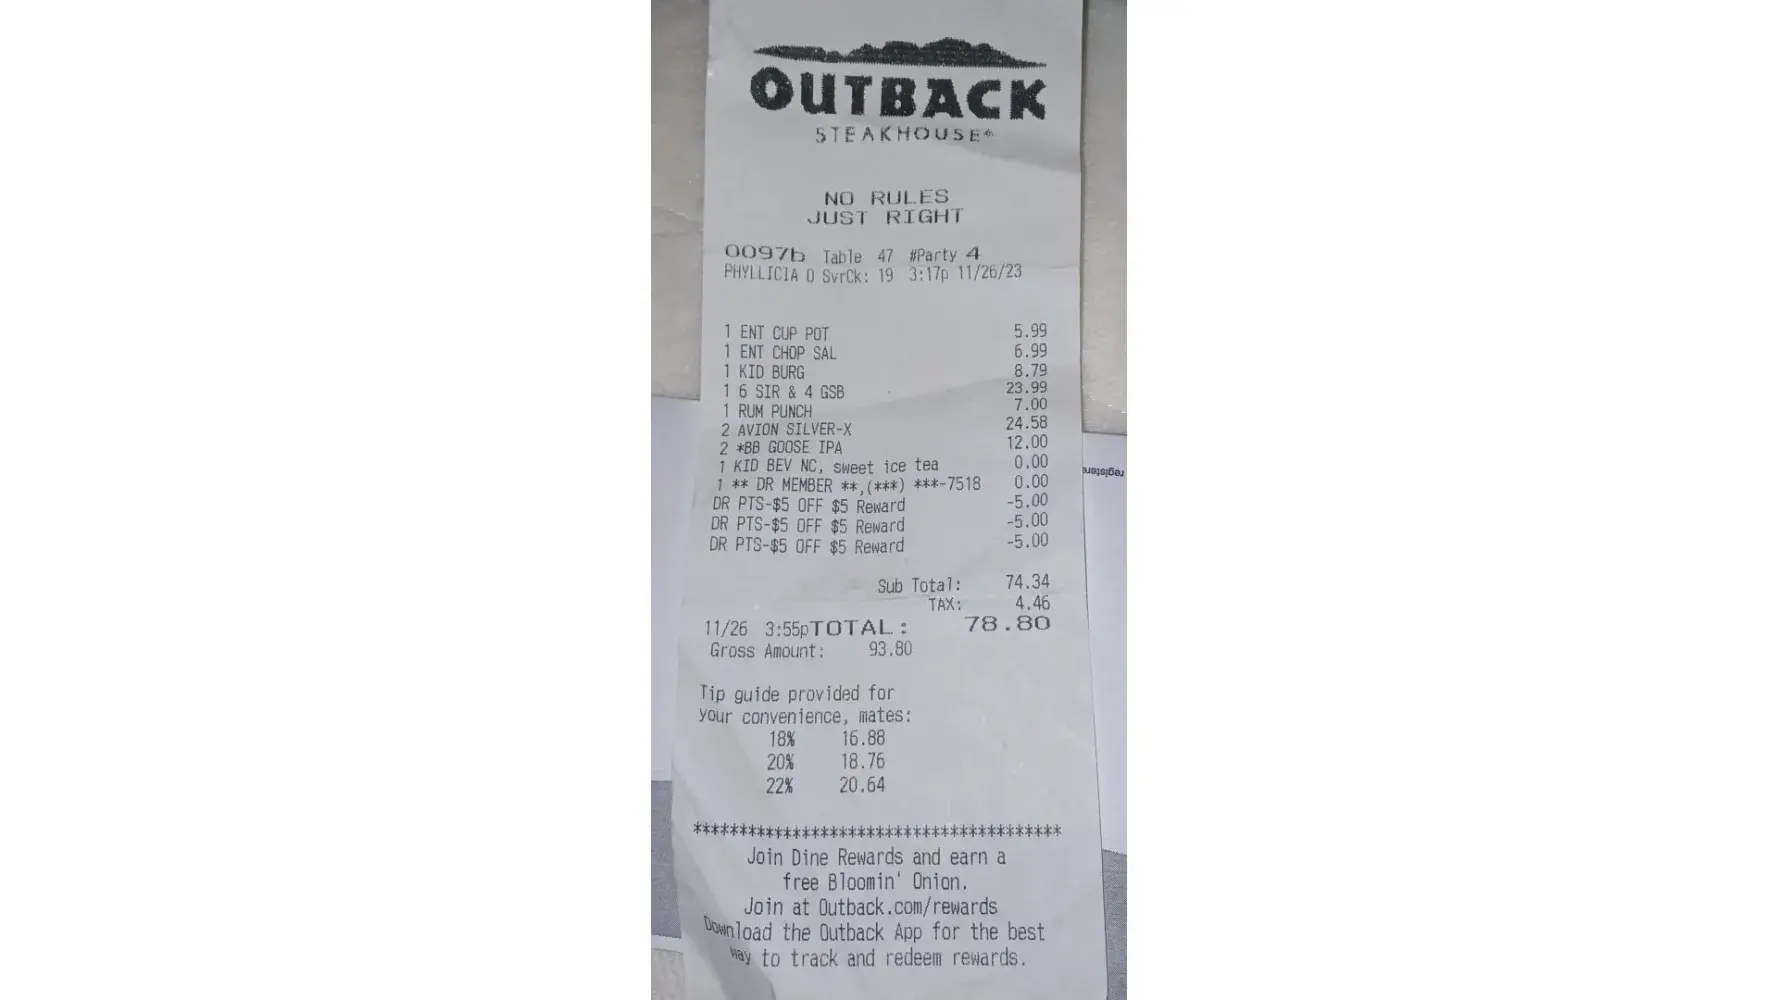 OUTBACK
STEAKHOUSE®
NO RULES
JUST RIGHT
0097b Table 47 #Party 4
PHYLLICIA O SvrCk: 19 3:17p 11/26/23
1 ENT CUP POT 5.99
1 ENT CHOP SAL 6.99
1 KID BURG 8.79
1 6 SIR & 4 GSB 23.99
1 RUM PUNCH 7.00
2 AVION SILVER-X 24.58
2 *BB GOOSE IPA 12.00
1 KID BEV NC, sweet ice tea 0.00
1 ** DR MEMBER **,(***) ***-7518 0.00
DR PTS-$5 OFF $5 Reward -5.00
DR PTS-$5 OFF $5 Reward -5.00
DR PTS-$5 OFF $5 Reward -5.00
Sub Total: 74.34
TAX: 4.46
11/26 3:55pTOTAL: 78.80
Gross Amount: 93.80
Tip guide provided for
your convenience, mates:
18% 16.88
20% 18.76
22% 20.64
****************************************
Join Dine Rewards and earn a
free Bloomin' Onion.
Join at Outback.com/rewards
Download the Outback App for the best
way to track and redeem rewards.